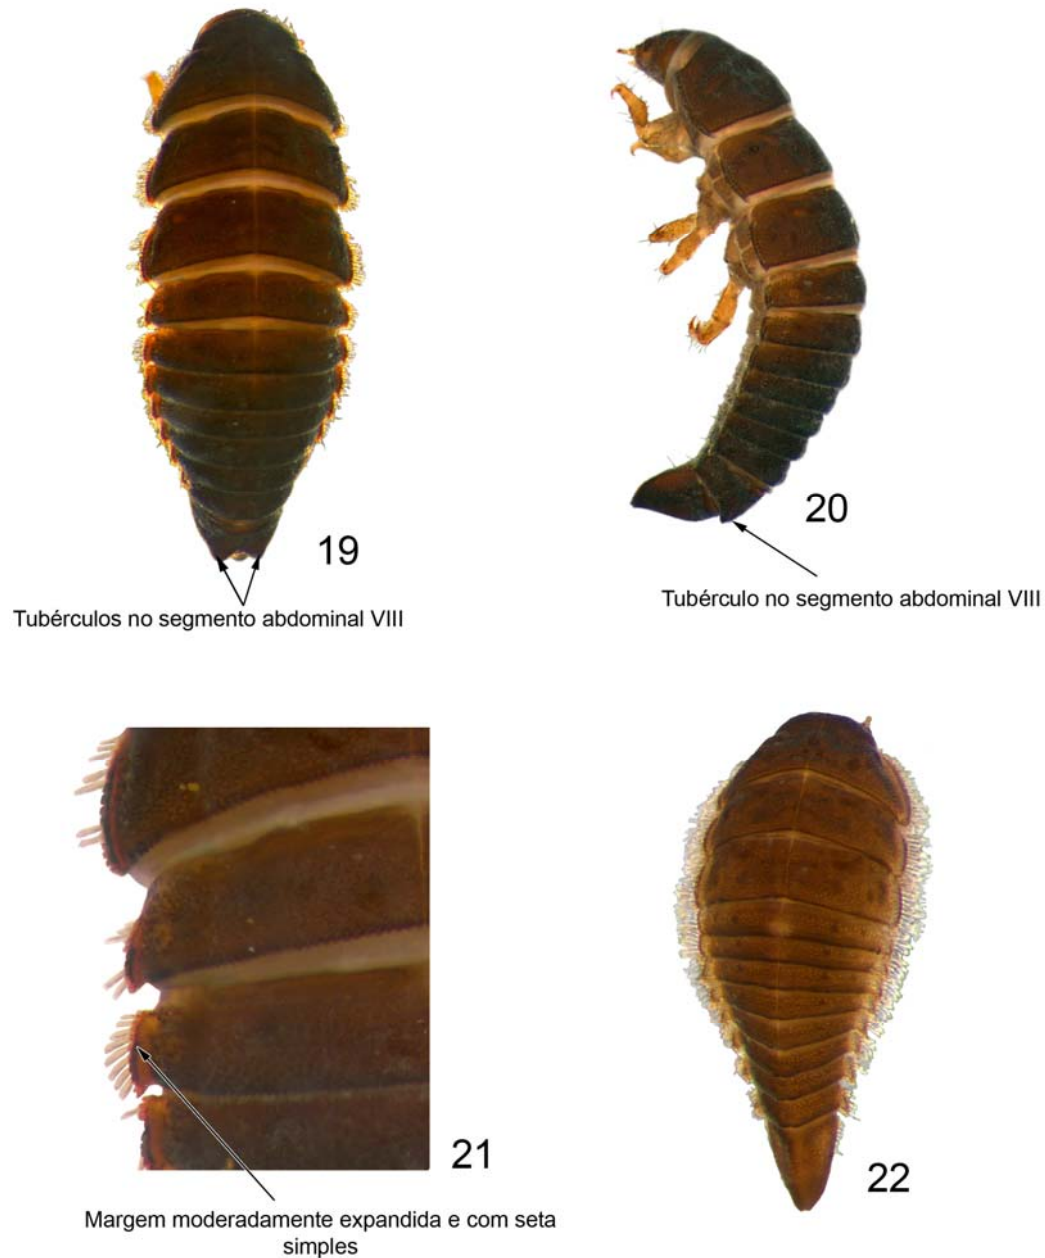 19
20
Tubérculos no segmento abdominal VIII
Tubérculo no segmento abdominal VIII
21
22
Margem moderadamente expandida e com seta
simples